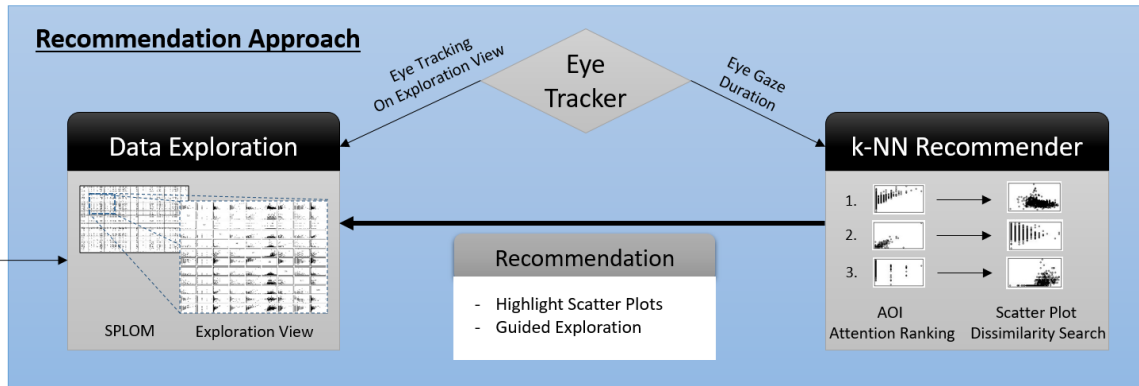 Recommendation Approach
Eye Tracking
On Exploration View
Eye
Tracker
Eye Gaze
Duration
Data Exploration
SPLOM
Exploration View
Recommendation
- Highlight Scatter Plots
- Guided Exploration
k-NN Recommender
1.
2.
3.
AOI
Attention Ranking
Scatter Plot
Dissimilarity Search